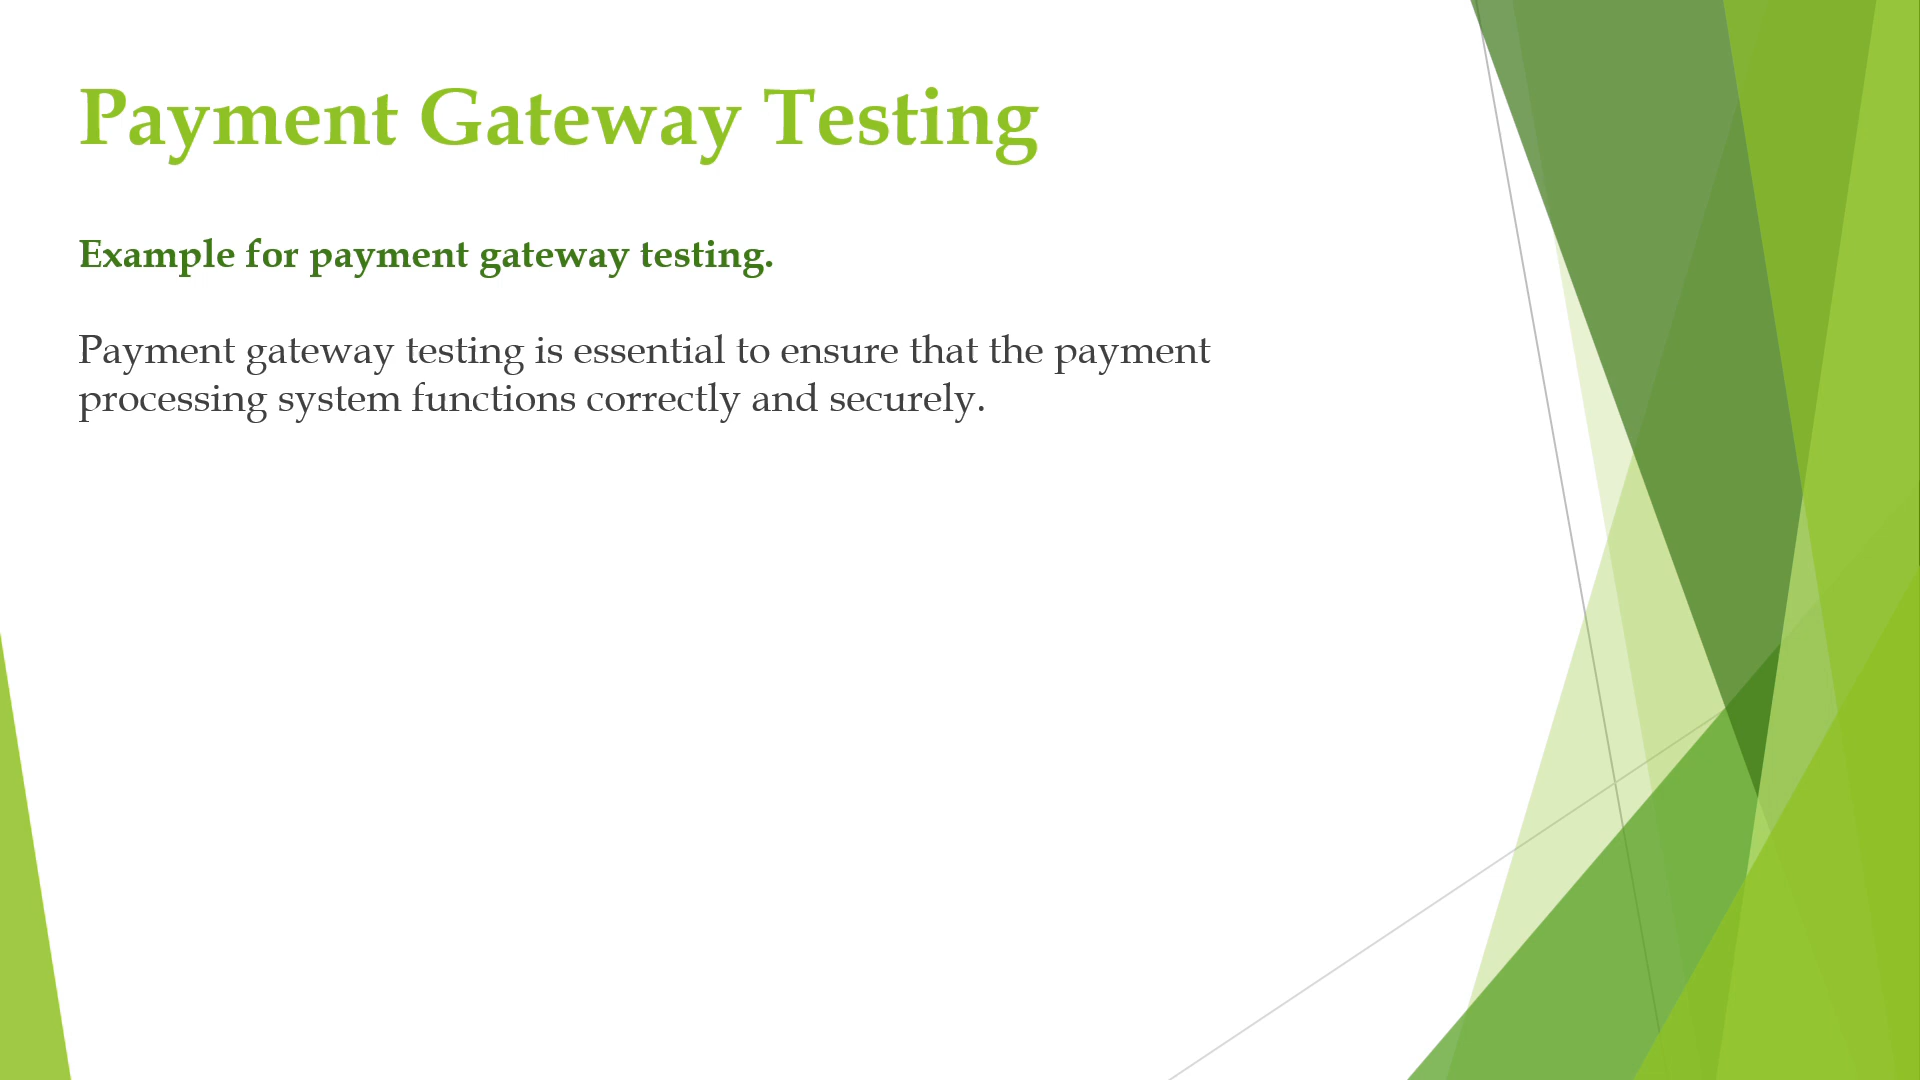 Payment Gateway Testing
Example for payment gateway testing.
Payment gateway testing is essential to ensure that the payment
processing system functions correctly and securely.